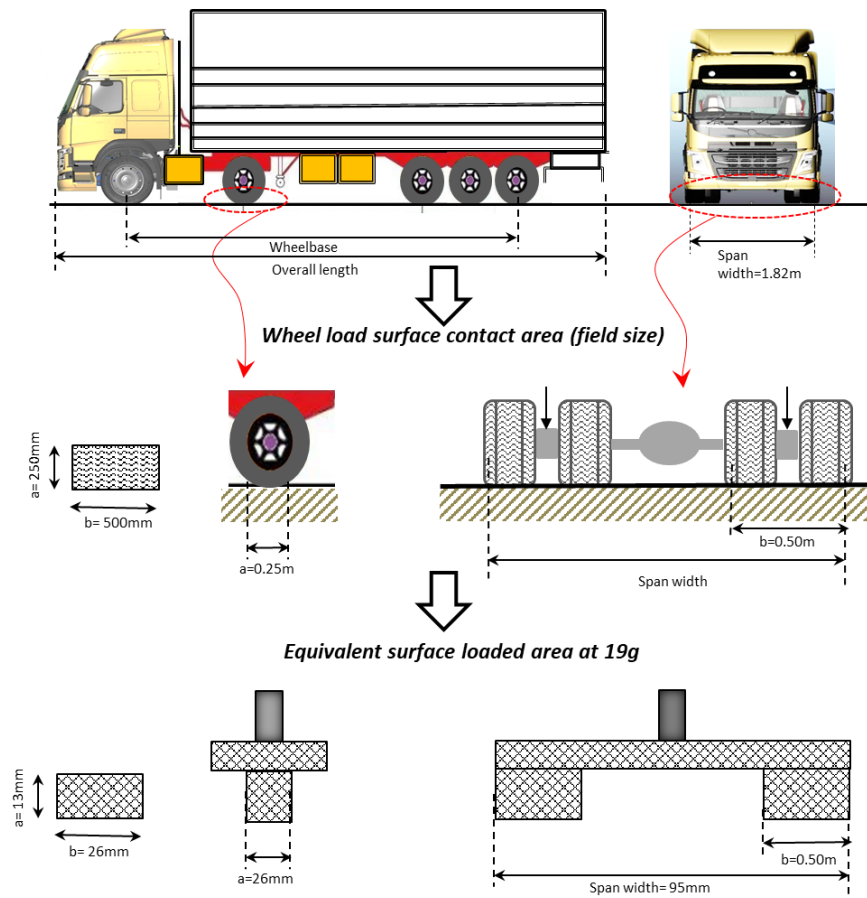 Wheelbase
Overall length
Span
width=1.82m
Wheel load surface contact area (field size)
a= 250mm
b= 500mm
a=0.25m
b=0.50m
Span width
Equivalent surface loaded area at 19g
a= 13mm
b= 26mm
a=26mm
b=0.50m
Span width= 95mm